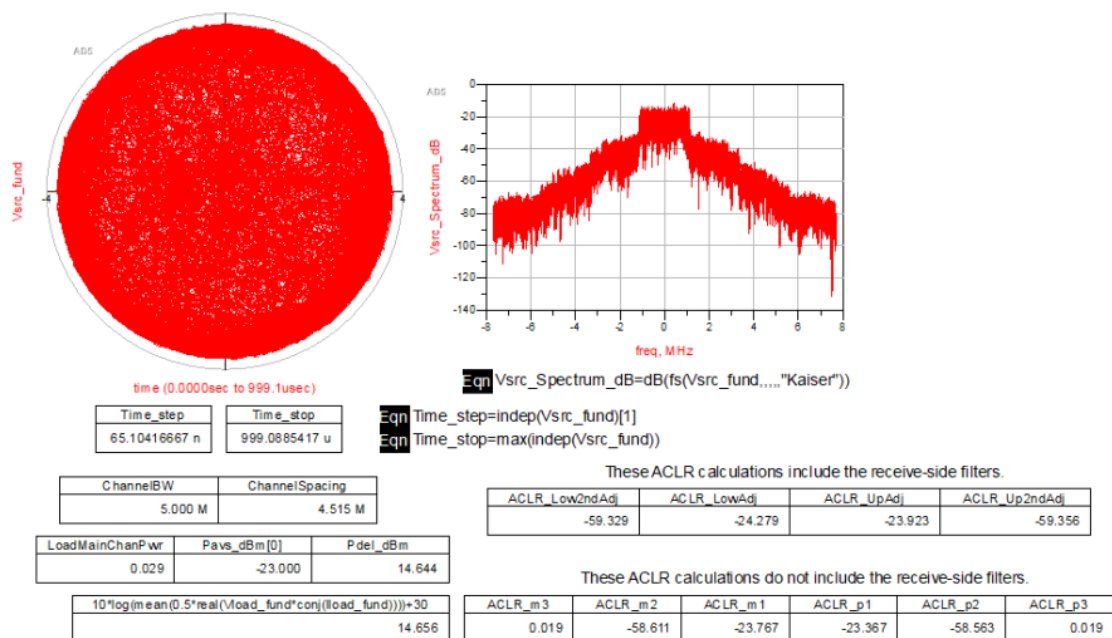 ADS
Vsrc_fund
-4
4
time (0.0000sec to 999.1usec)
ADS
Vsrc_Spectrum_dB
0
-20
-40
-60
-80
-100
-120
-140
-8
-6
-4
-2
0
2
4
6
8
freq, MHz
Eqn Vsrc_Spectrum_dB=dB(fs(Vsrc_fund,,,,,"Kaiser"))
Time_step Time_stop
65.10416667 n 999.0885417 u
Eqn Time_step=indep(Vsrc_fund)[1]
Eqn Time_stop=max(indep(Vsrc_fund))
ChannelBW ChannelSpacing
5.000 M 4.515 M
LoadMainChanPwr Pavs_dBm[0] Pdel_dBm
0.029 -23.000 14.644
10*log(mean(0.5*real(Vload_fund*conj(Iload_fund))))+30
14.656
These ACLR calculations include the receive-side filters.
ACLR_Low2ndAdj ACLR_LowAdj ACLR_UpAdj ACLR_Up2ndAdj
-59.329 -24.279 -23.923 -59.356
These ACLR calculations do not include the receive-side filters.
ACLR_m3 ACLR_m2 ACLR_m1 ACLR_p1 ACLR_p2 ACLR_p3
0.019 -58.611 -23.767 -23.367 -58.563 0.019